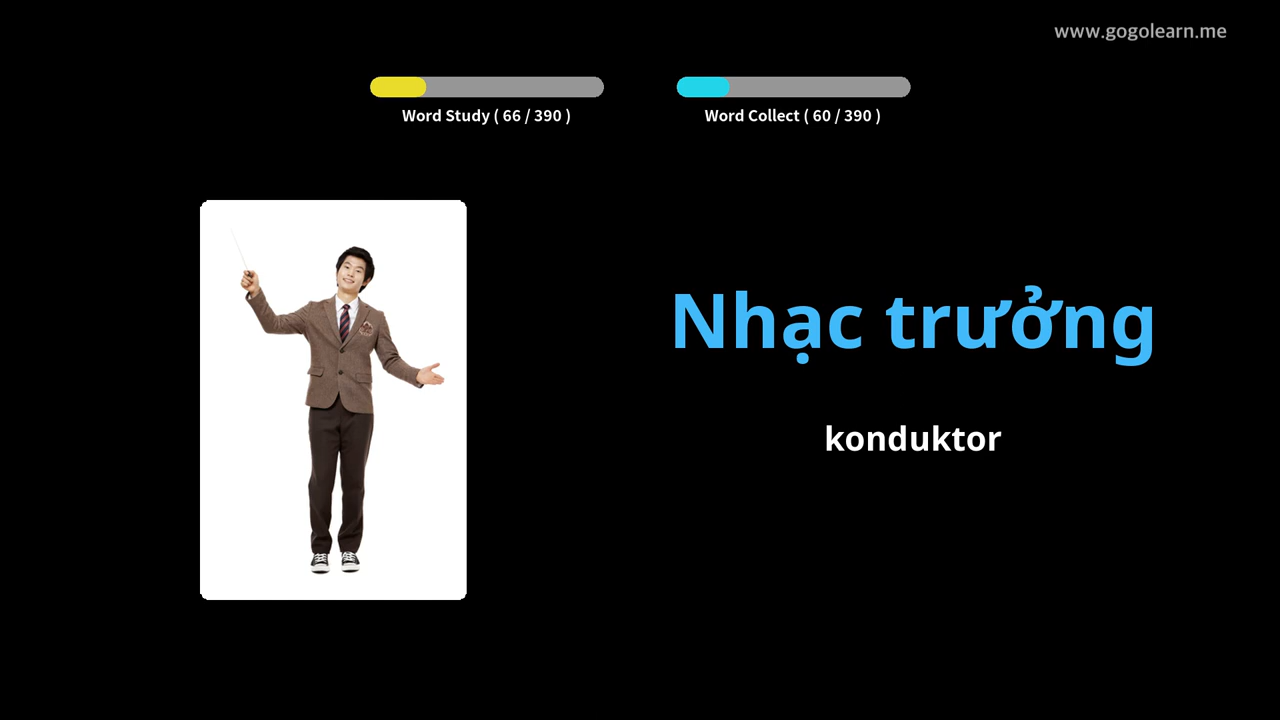 www.gogolearn.me
Word Study ( 66 / 390 )
Word Collect ( 60 / 390 )
Nhạc trưởng
konduktor